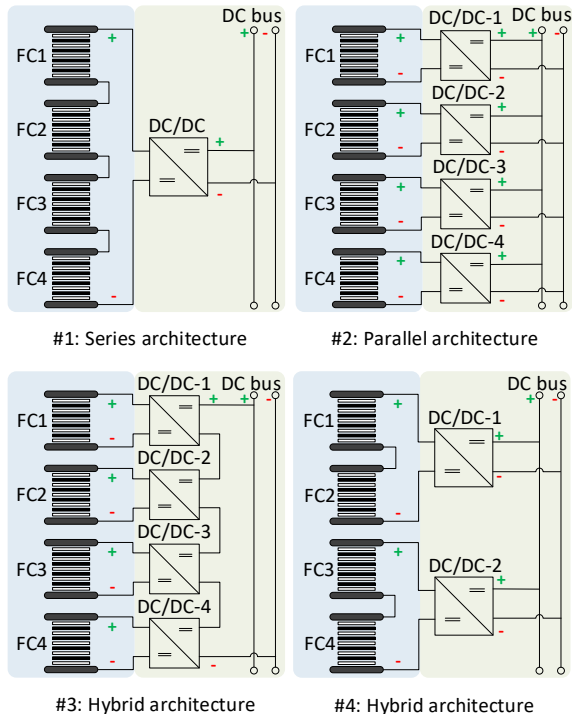 DC bus
+ -
FC1
+
FC2
DC/DC
+
FC3
-
FC4
-
#1: Series architecture
DC/DC-1 DC bus
FC1
+ + + -
- -
DC/DC-2
FC2
+ +
- -
DC/DC-3
FC3
+ +
- -
DC/DC-4
FC4
+ +
- -
#2: Parallel architecture
DC/DC-1 DC bus
FC1
+ + + -
-
DC/DC-2
FC2
+
-
DC/DC-3
FC3
+
-
DC/DC-4
FC4
+
- -
#3: Hybrid architecture
DC bus
+ -
FC1
+
DC/DC-1
+
FC2
-
-
FC3
+
DC/DC-2
+
FC4
-
-
#4: Hybrid architecture